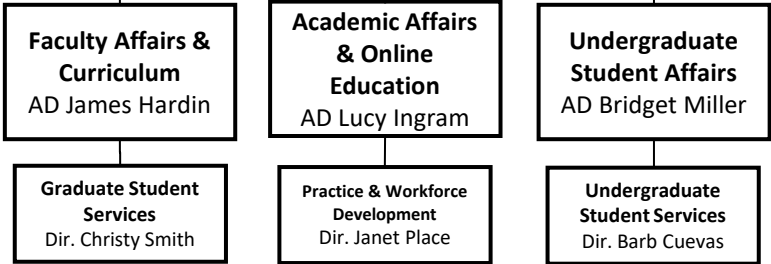 Faculty Affairs &
Curriculum
AD James Hardin
Academic Affairs
& Online
Education
AD Lucy Ingram
Undergraduate
Student Affairs
AD Bridget Miller
Graduate Student
Services
Dir. Christy Smith
Practice & Workforce
Development
Dir. Janet Place
Undergraduate
Student Services
Dir. Barb Cuevas